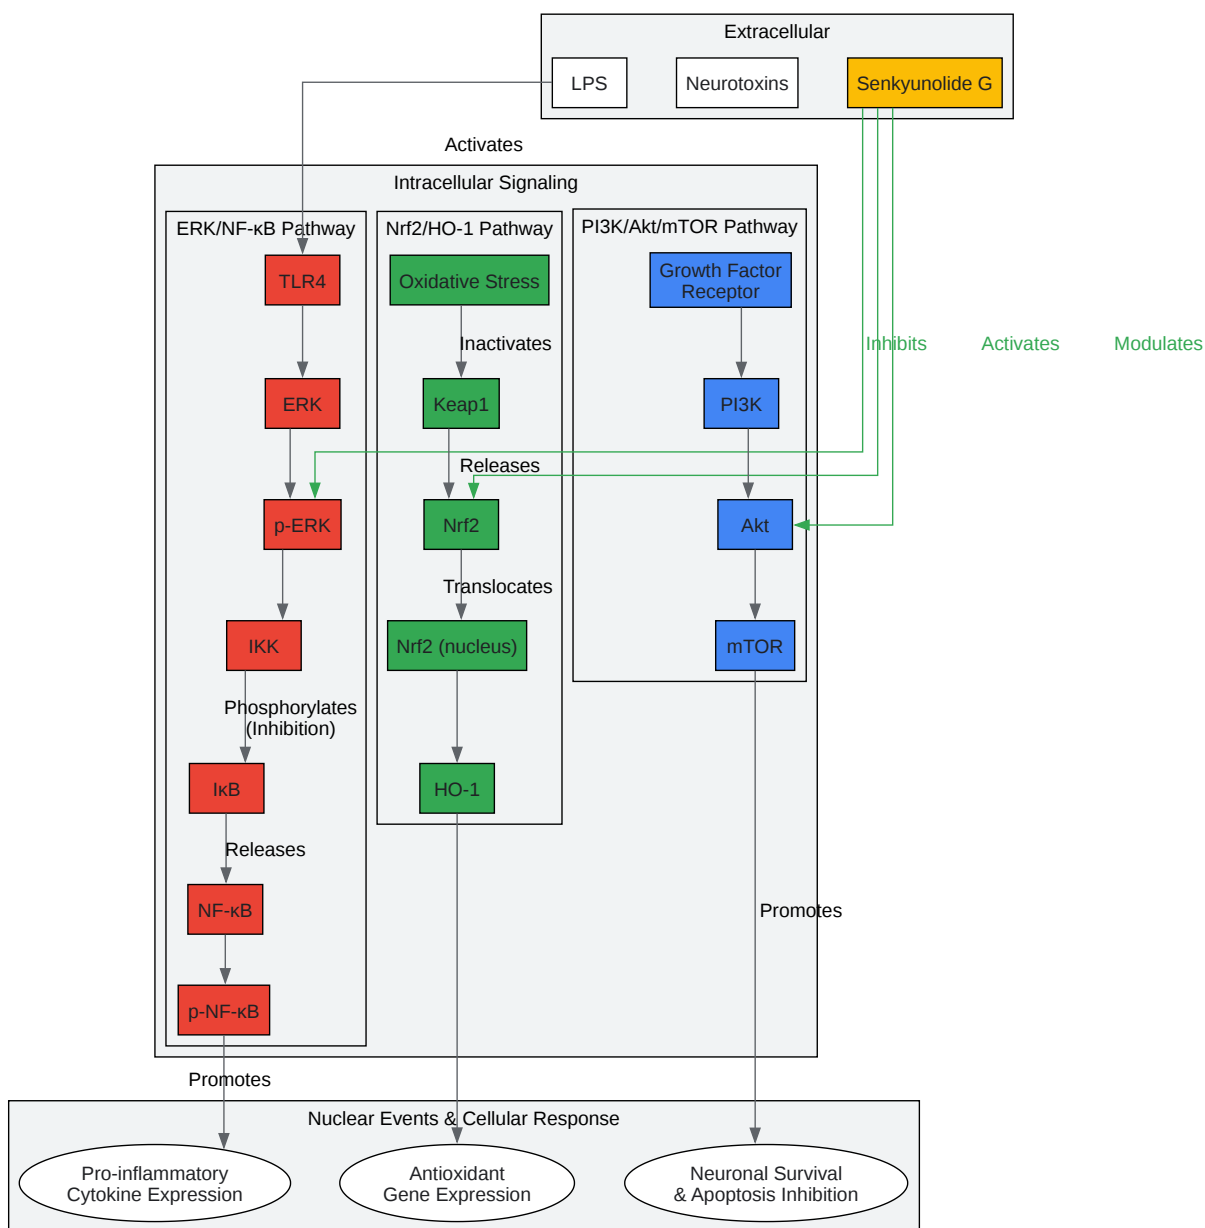 Extracellular
LPS
Neurotoxins
Senkyunolide G
Activates
Intracellular Signaling
ERK/NF-κB Pathway
Nrf2/HO-1 Pathway
PI3K/Akt/mTOR Pathway
TLR4
Oxidative Stress
Growth Factor
Receptor
Inactivates
Inhibits
Activates
Modulates
ERK
Keap1
PI3K
Releases
p-ERK
Nrf2
Akt
Translocates
IKK
Nrf2 (nucleus)
mTOR
Phosphorylates
(Inhibition)
IκB
HO-1
Releases
NF-κB
Promotes
p-NF-κB
Promotes
Nuclear Events & Cellular Response
Pro-inflammatory
Cytokine Expression
Antioxidant
Gene Expression
Neuronal Survival
& Apoptosis Inhibition